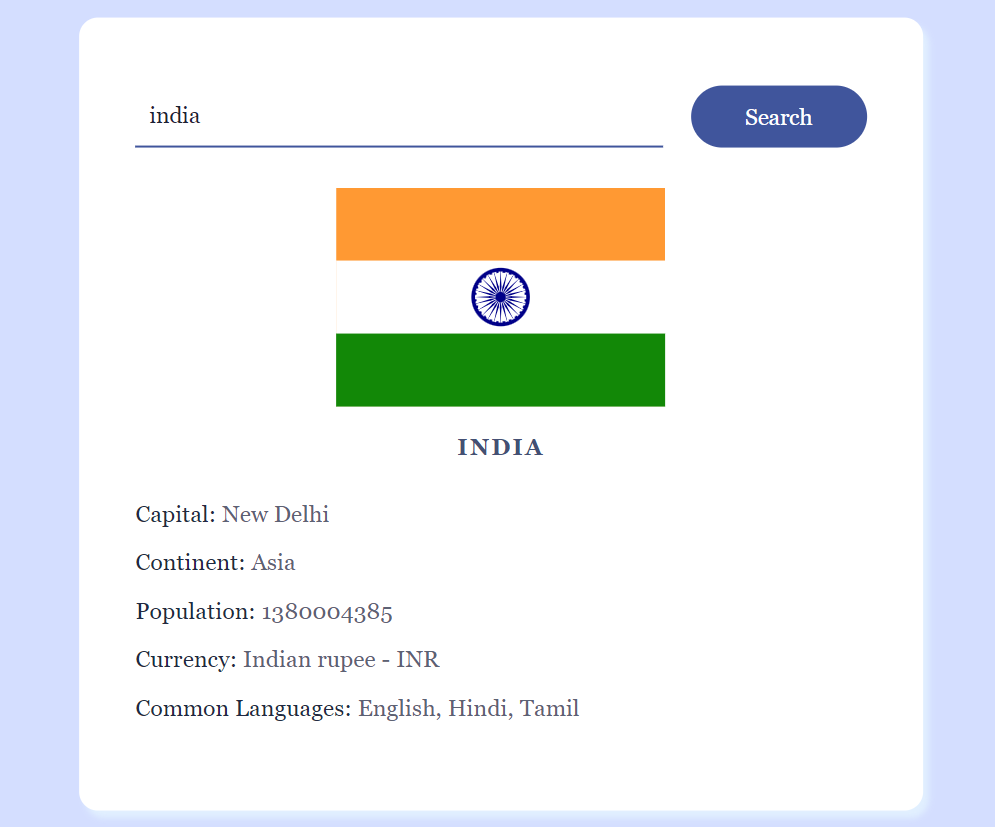 india
Search
INDIA
Capital: New Delhi
Continent: Asia
Population: 1380004385
Currency: Indian rupee - INR
Common Languages: English, Hindi, Tamil